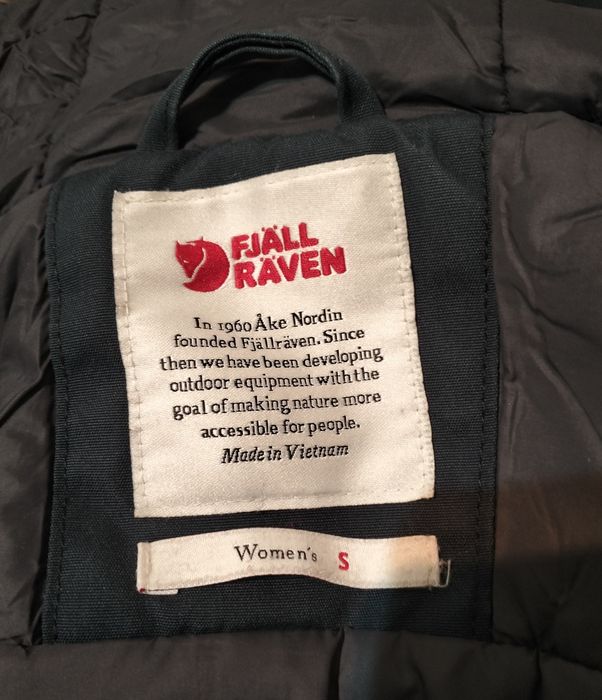 FJÄLL
RÄVEN
In 1960 Åke Nordin
founded Fjällräven. Since
then we have been developing
outdoor equipment with the
goal of making nature more
accessible for people.
Made in Vietnam
Women's S